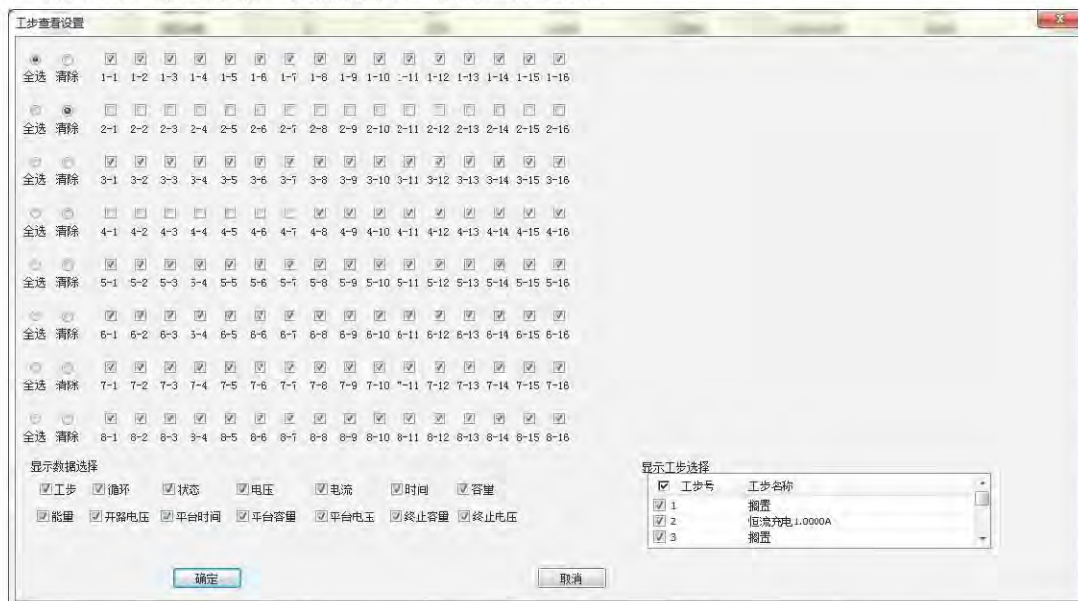 工步查看设置
全选 清除 1-1 1-2 1-3 1-4 1-5 1-6 1-7 1-8 1-9 1-10 1-11 1-12 1-13 1-14 1-15 1-16
全选 清除 2-1 2-2 2-3 2-4 2-5 2-6 2-7 2-8 2-9 2-10 2-11 2-12 2-13 2-14 2-15 2-16
全选 清除 3-1 3-2 3-3 3-4 3-5 3-6 3-7 3-8 3-9 3-10 3-11 3-12 3-13 3-14 3-15 3-16
全选 清除 4-1 4-2 4-3 4-4 4-5 4-6 4-7 4-8 4-9 4-10 4-11 4-12 4-13 4-14 4-15 4-16
全选 清除 5-1 5-2 5-3 5-4 5-5 5-6 5-7 5-8 5-9 5-10 5-11 5-12 5-13 5-14 5-15 5-16
全选 清除 6-1 6-2 6-3 6-4 6-5 6-6 6-7 6-8 6-9 6-10 6-11 6-12 6-13 6-14 6-15 6-16
全选 清除 7-1 7-2 7-3 7-4 7-5 7-6 7-7 7-8 7-9 7-10 7-11 7-12 7-13 7-14 7-15 7-16
全选 清除 8-1 8-2 8-3 8-4 8-5 8-6 8-7 8-8 8-9 8-10 8-11 8-12 8-13 8-14 8-15 8-16
显示数据选择
工步 循环 状态 电压 电流 时间 容量
能量 开路电压 平台时间 平台容量 平台电压 终止容量 终止电压
显示工步选择
工步号 工步名称
1 搁置
2 恒流充电1.0000A
3 搁置
确定 取消